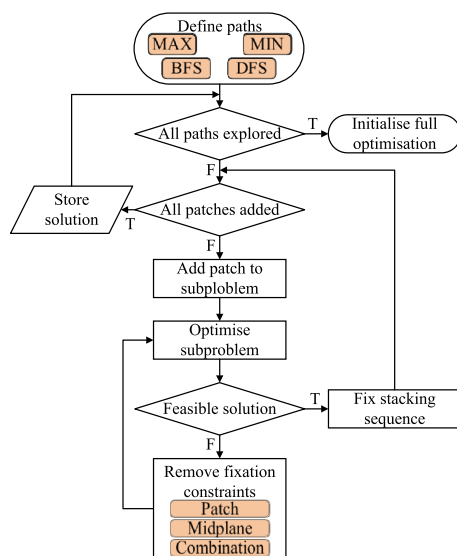 Define paths
MAX MIN
BFS DFS
All paths explored
T
Initialise full
optimisation
F
Store
solution
T
All patches added
F
Add patch to
subploblem
Optimise
subproblem
Feasible solution
T
Fix stacking
sequence
F
Remove fixation
constraints
Patch
Midplane
Combination